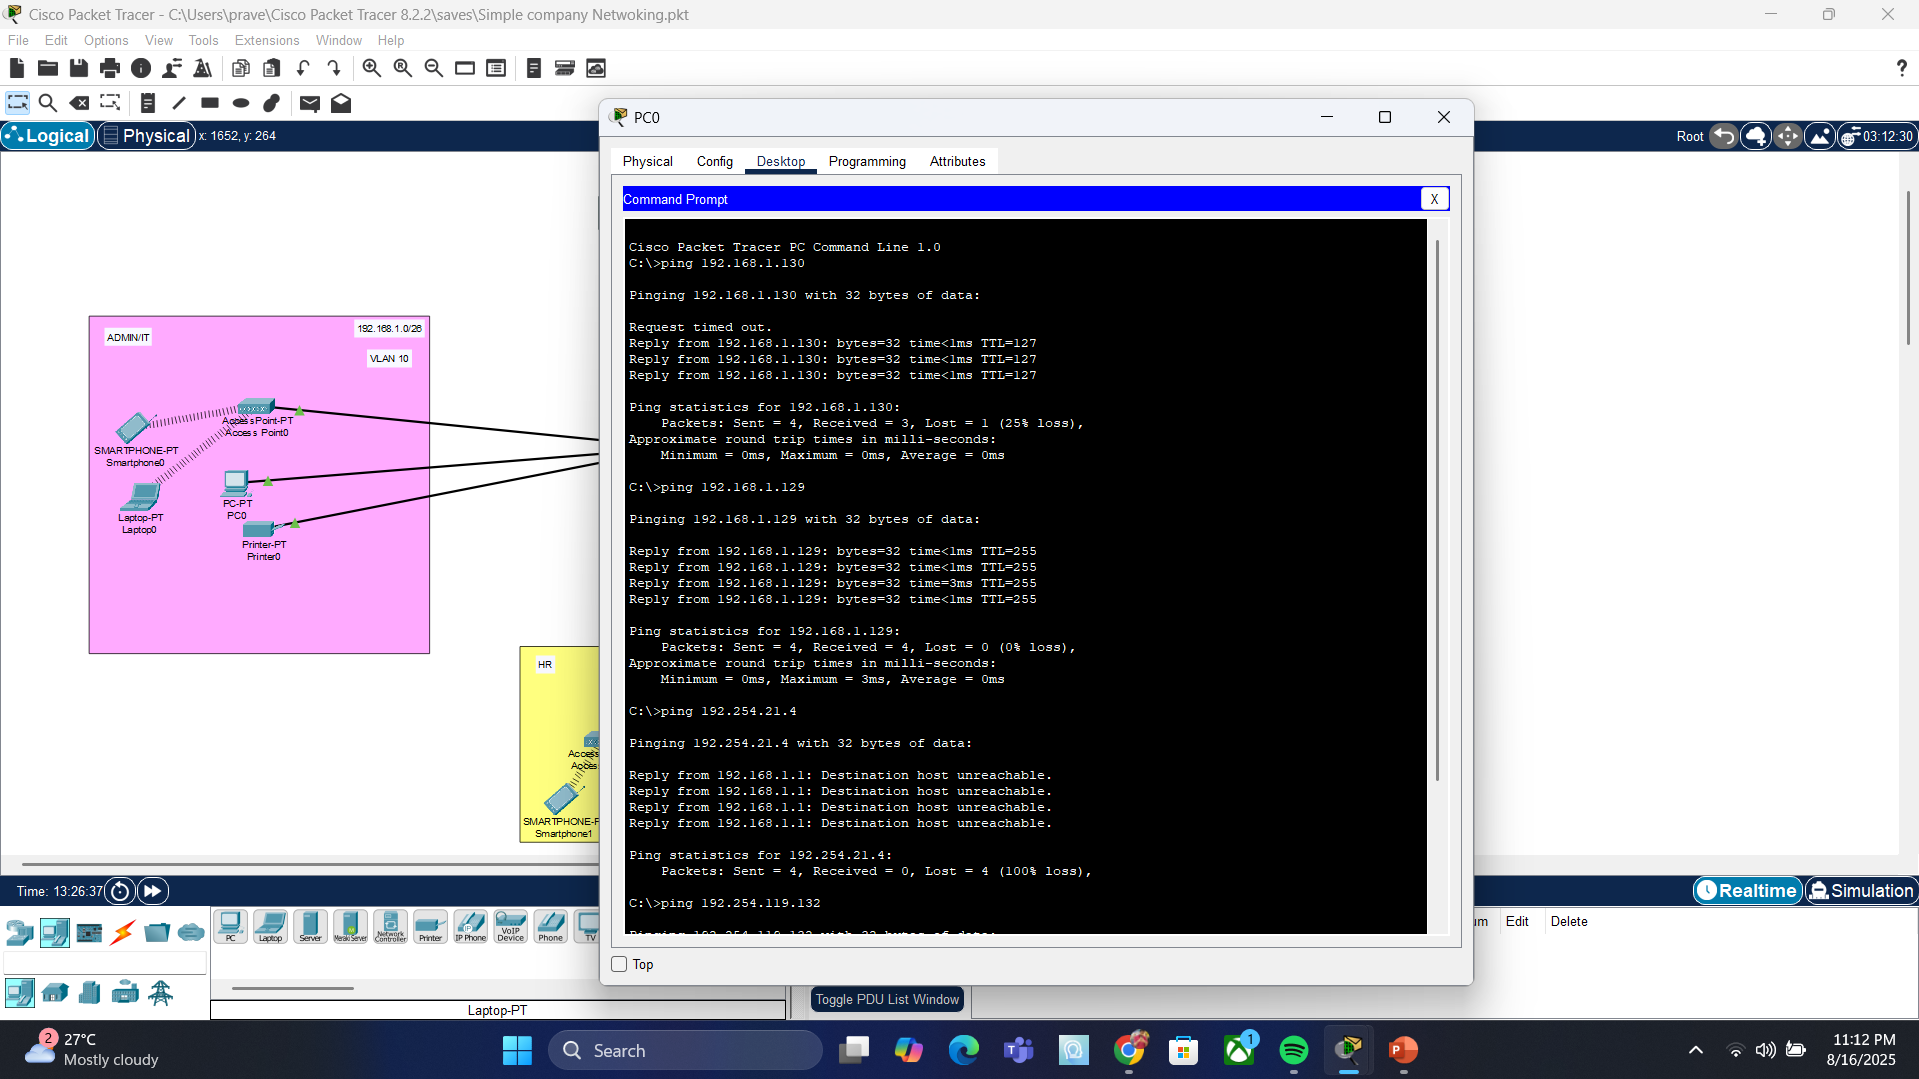 Cisco Packet Tracer - C:\Users\prave\Cisco Packet Tracer 8.2.2\saves\Simple company Netwoking.pkt
File Edit Options View Tools Extensions Window Help
?
Logical Physical x: 1652, y: 264
Root 03:12:30
PC0
Physical Config Desktop Programming Attributes
Command Prompt
X
Cisco Packet Tracer PC Command Line 1.0
C:\>ping 192.168.1.130
Pinging 192.168.1.130 with 32 bytes of data:
Request timed out.
Reply from 192.168.1.130: bytes=32 time<1ms TTL=127
Reply from 192.168.1.130: bytes=32 time<1ms TTL=127
Reply from 192.168.1.130: bytes=32 time<1ms TTL=127
Ping statistics for 192.168.1.130:
Packets: Sent = 4, Received = 3, Lost = 1 (25% loss),
Approximate round trip times in milli-seconds:
Minimum = 0ms, Maximum = 0ms, Average = 0ms
C:\>ping 192.168.1.129
Pinging 192.168.1.129 with 32 bytes of data:
Reply from 192.168.1.129: bytes=32 time<1ms TTL=255
Reply from 192.168.1.129: bytes=32 time<1ms TTL=255
Reply from 192.168.1.129: bytes=32 time=3ms TTL=255
Reply from 192.168.1.129: bytes=32 time<1ms TTL=255
Ping statistics for 192.168.1.129:
Packets: Sent = 4, Received = 4, Lost = 0 (0% loss),
Approximate round trip times in milli-seconds:
Minimum = 0ms, Maximum = 3ms, Average = 0ms
C:\>ping 192.254.21.4
Pinging 192.254.21.4 with 32 bytes of data:
Reply from 192.168.1.1: Destination host unreachable.
Reply from 192.168.1.1: Destination host unreachable.
Reply from 192.168.1.1: Destination host unreachable.
Reply from 192.168.1.1: Destination host unreachable.
Ping statistics for 192.254.21.4:
Packets: Sent = 4, Received = 0, Lost = 4 (100% loss),
C:\>ping 192.254.119.132
Pinging 192.254.119.132 with 32 bytes of data:
Top
ADMIN/IT
192.168.1.0/26
VLAN 10
AccessPoint-PT
Access Point0
SMARTPHONE-PT
Smartphone0
PC-PT
PC0
Laptop-PT
Laptop0
Printer-PT
Printer0
HR
Access
Acces
SMARTPHONE-P
Smartphone1
Time: 13:26:37
Realtime Simulation
PC Laptop Server Meraki Server Network Controller Printer IP Phone VoIP Device Phone TV
um Edit Delete
Laptop-PT
Toggle PDU List Window
2
27°C
Mostly cloudy
Search
1
11:12 PM
8/16/2025